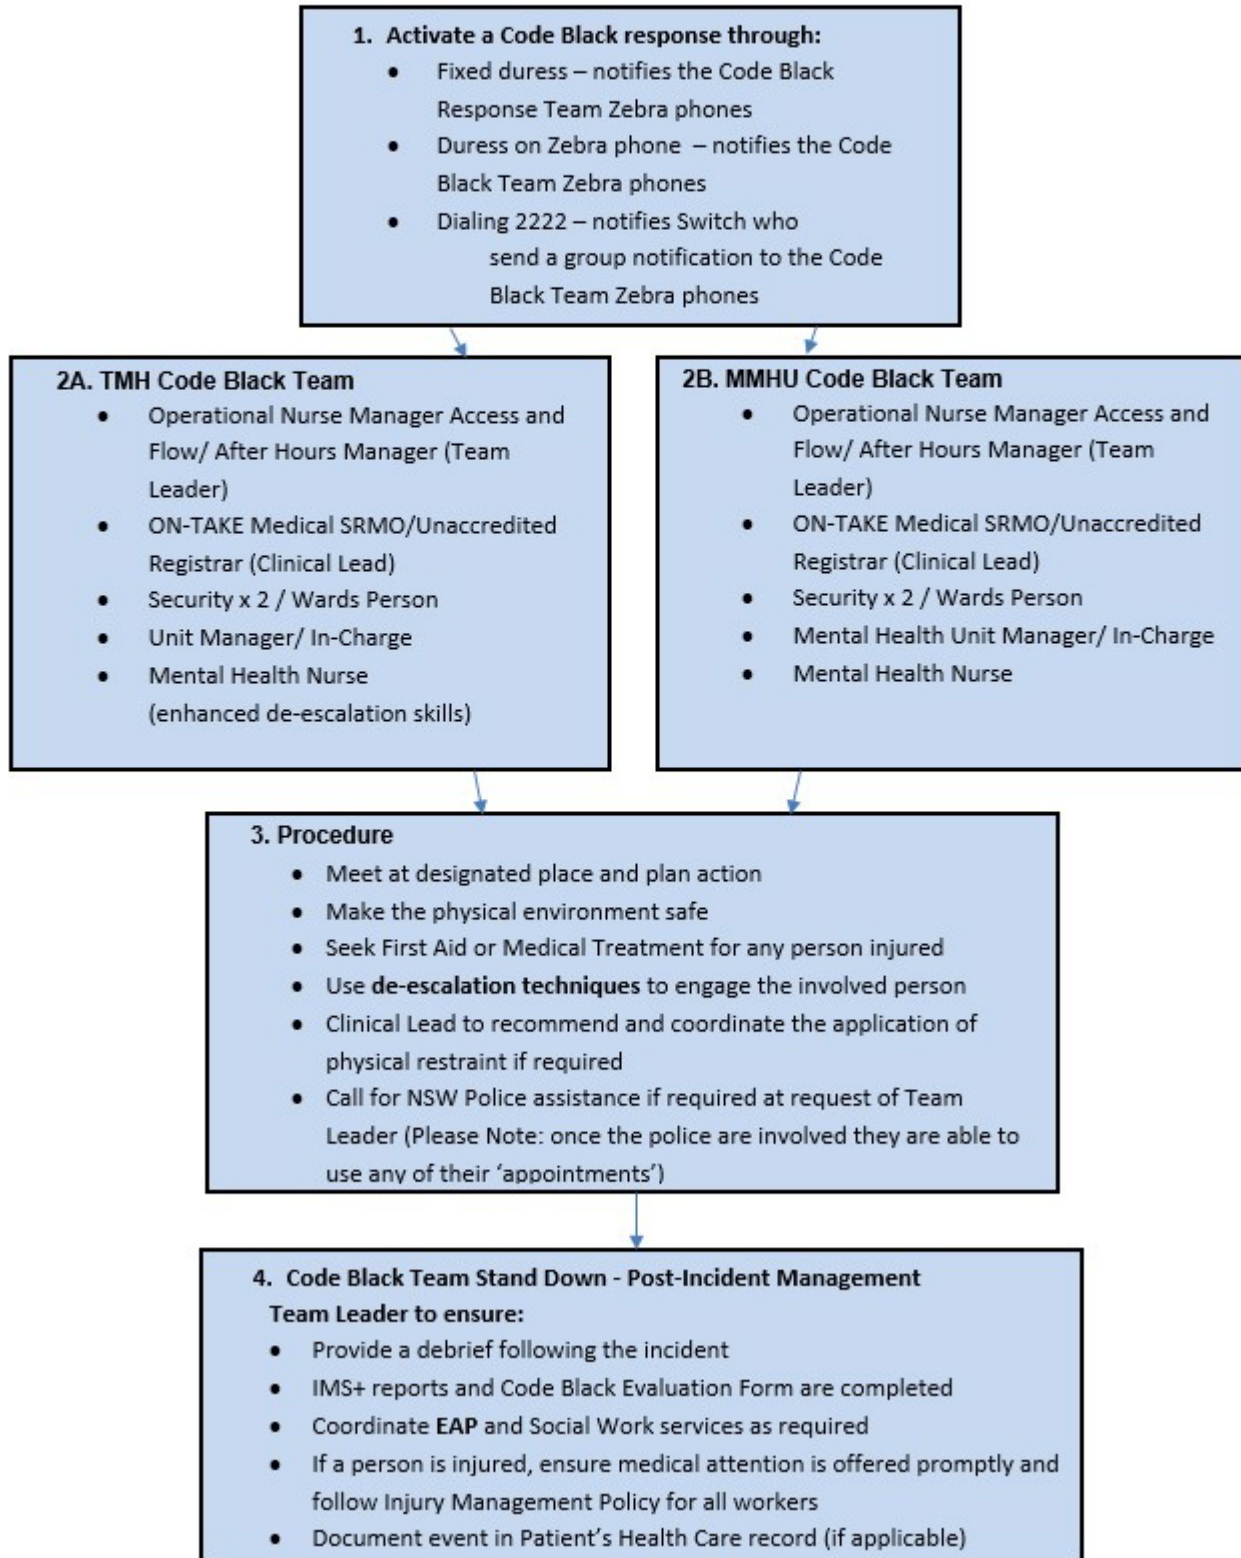 1. Activate a Code Black response through:
• Fixed duress – notifies the Code Black
Response Team Zebra phones
• Duress on Zebra phone – notifies the Code
Black Team Zebra phones
• Dialing 2222 – notifies Switch who
send a group notification to the Code
Black Team Zebra phones
2A. TMH Code Black Team
• Operational Nurse Manager Access and
Flow/ After Hours Manager (Team
Leader)
• ON-TAKE Medical SRMO/Unaccredited
Registrar (Clinical Lead)
• Security x 2 / Wards Person
• Unit Manager/ In-Charge
• Mental Health Nurse
(enhanced de-escalation skills)
2B. MMHU Code Black Team
• Operational Nurse Manager Access and
Flow/ After Hours Manager (Team
Leader)
• ON-TAKE Medical SRMO/Unaccredited
Registrar (Clinical Lead)
• Security x 2 / Wards Person
• Mental Health Unit Manager/ In-Charge
• Mental Health Nurse
3. Procedure
• Meet at designated place and plan action
• Make the physical environment safe
• Seek First Aid or Medical Treatment for any person injured
• Use de-escalation techniques to engage the involved person
• Clinical Lead to recommend and coordinate the application of
physical restraint if required
• Call for NSW Police assistance if required at request of Team
Leader (Please Note: once the police are involved they are able to
use any of their ‘appointments’)
4. Code Black Team Stand Down - Post-Incident Management
Team Leader to ensure:
• Provide a debrief following the incident
• IMS+ reports and Code Black Evaluation Form are completed
• Coordinate EAP and Social Work services as required
• If a person is injured, ensure medical attention is offered promptly and
follow Injury Management Policy for all workers
• Document event in Patient’s Health Care record (if applicable)